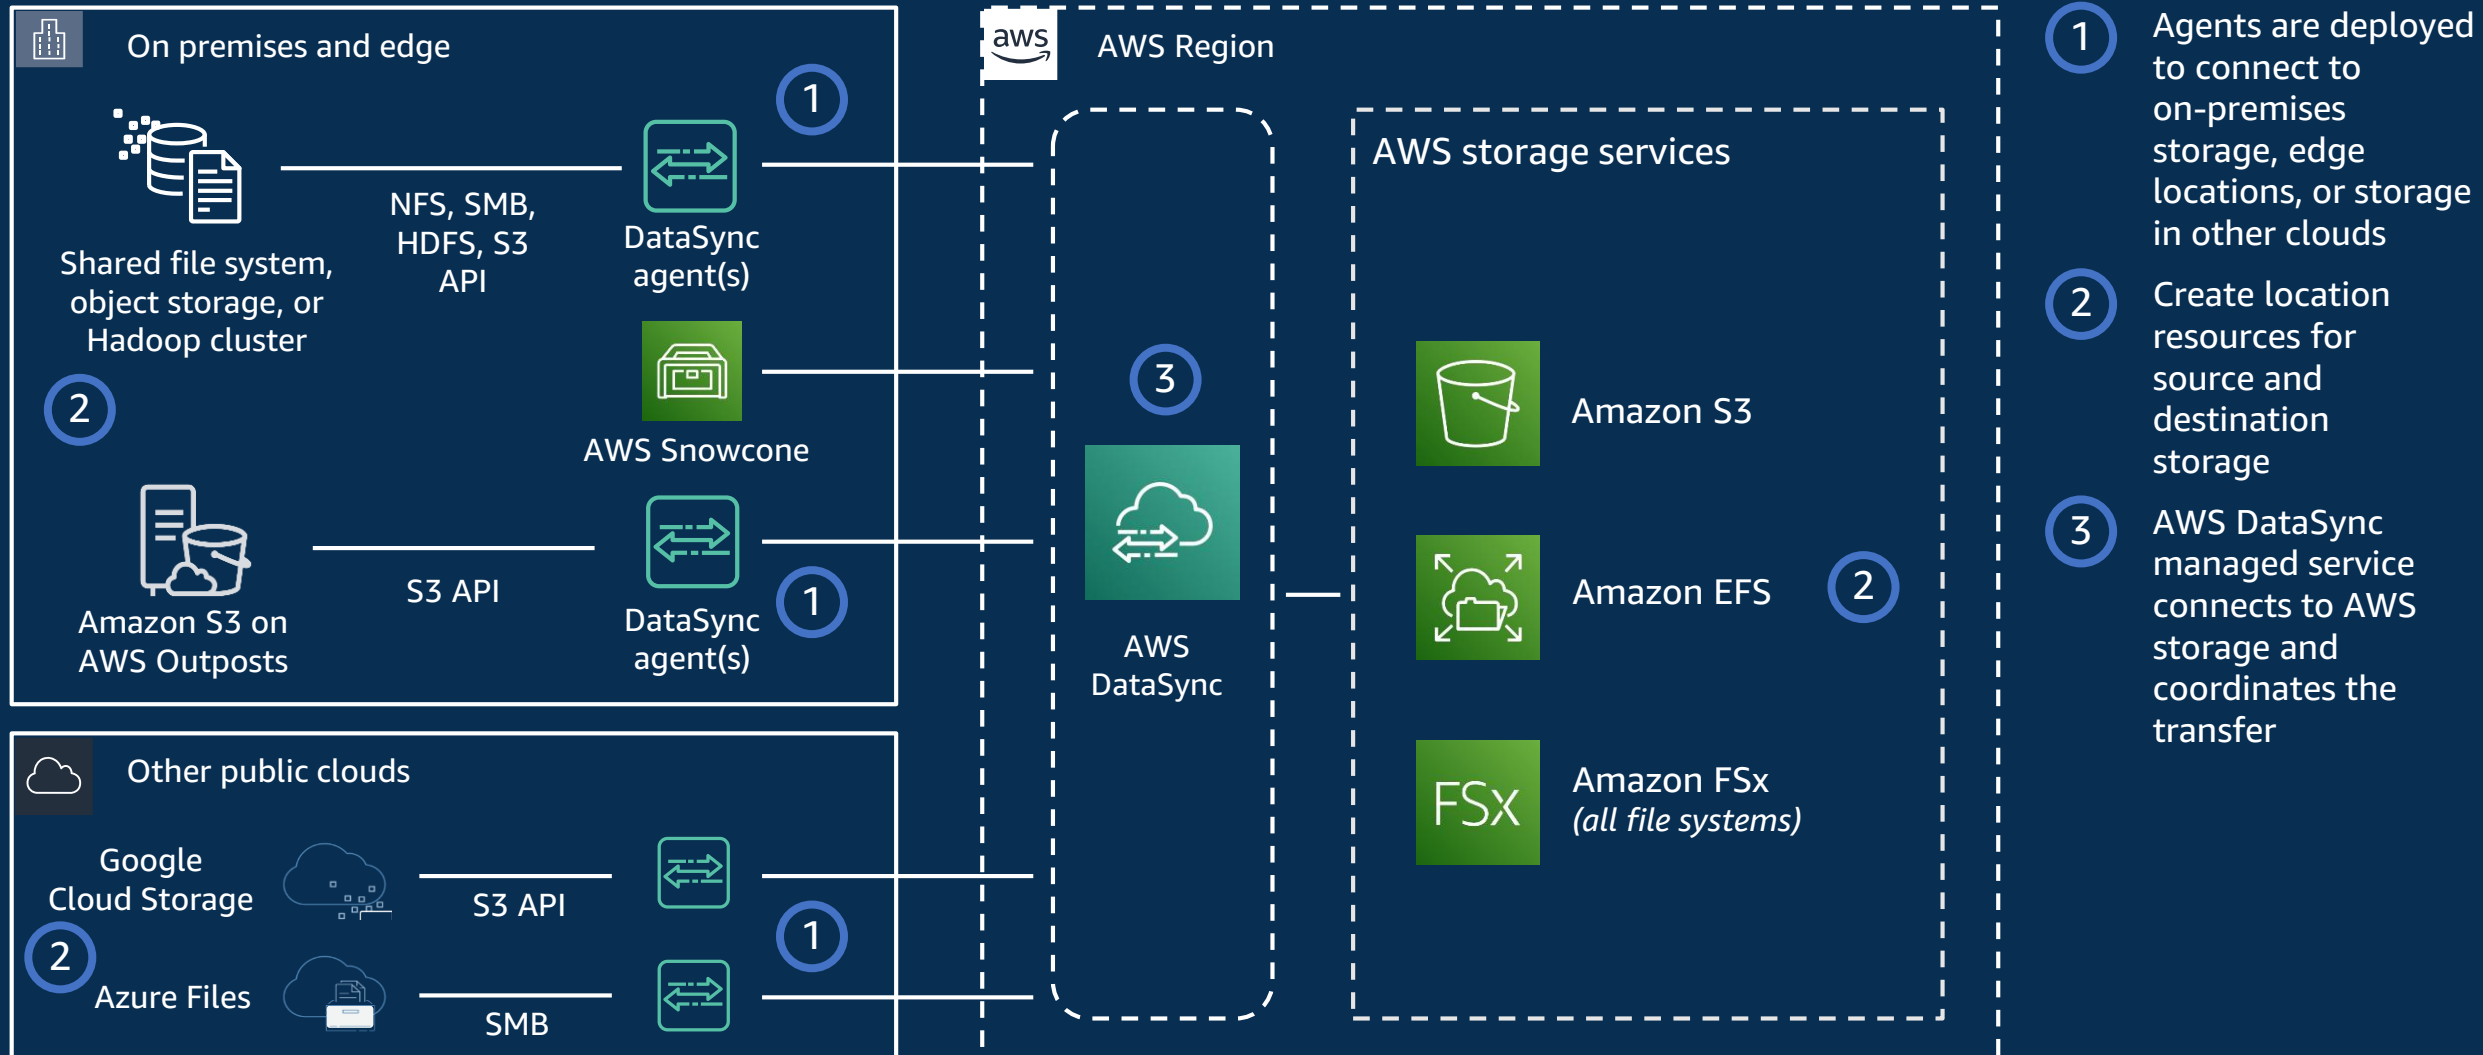 On premises and edge
1
NFS, SMB,
HDFS, S3
API
DataSync
agent(s)
Shared file system,
object storage, or
Hadoop cluster
2
AWS Snowcone
Amazon S3 on
AWS Outposts
S3 API
DataSync
agent(s)
1
Other public clouds
Google
Cloud Storage
S3 API
2
1
Azure Files
SMB
aws
AWS Region
3
AWS
DataSync
AWS storage services
Amazon S3
Amazon EFS
2
FSx
Amazon FSx
(all file systems)
1
Agents are deployed
to connect to
on-premises
storage, edge
locations, or storage
in other clouds
2
Create location
resources for
source and
destination
storage
3
AWS DataSync
managed service
connects to AWS
storage and
coordinates the
transfer